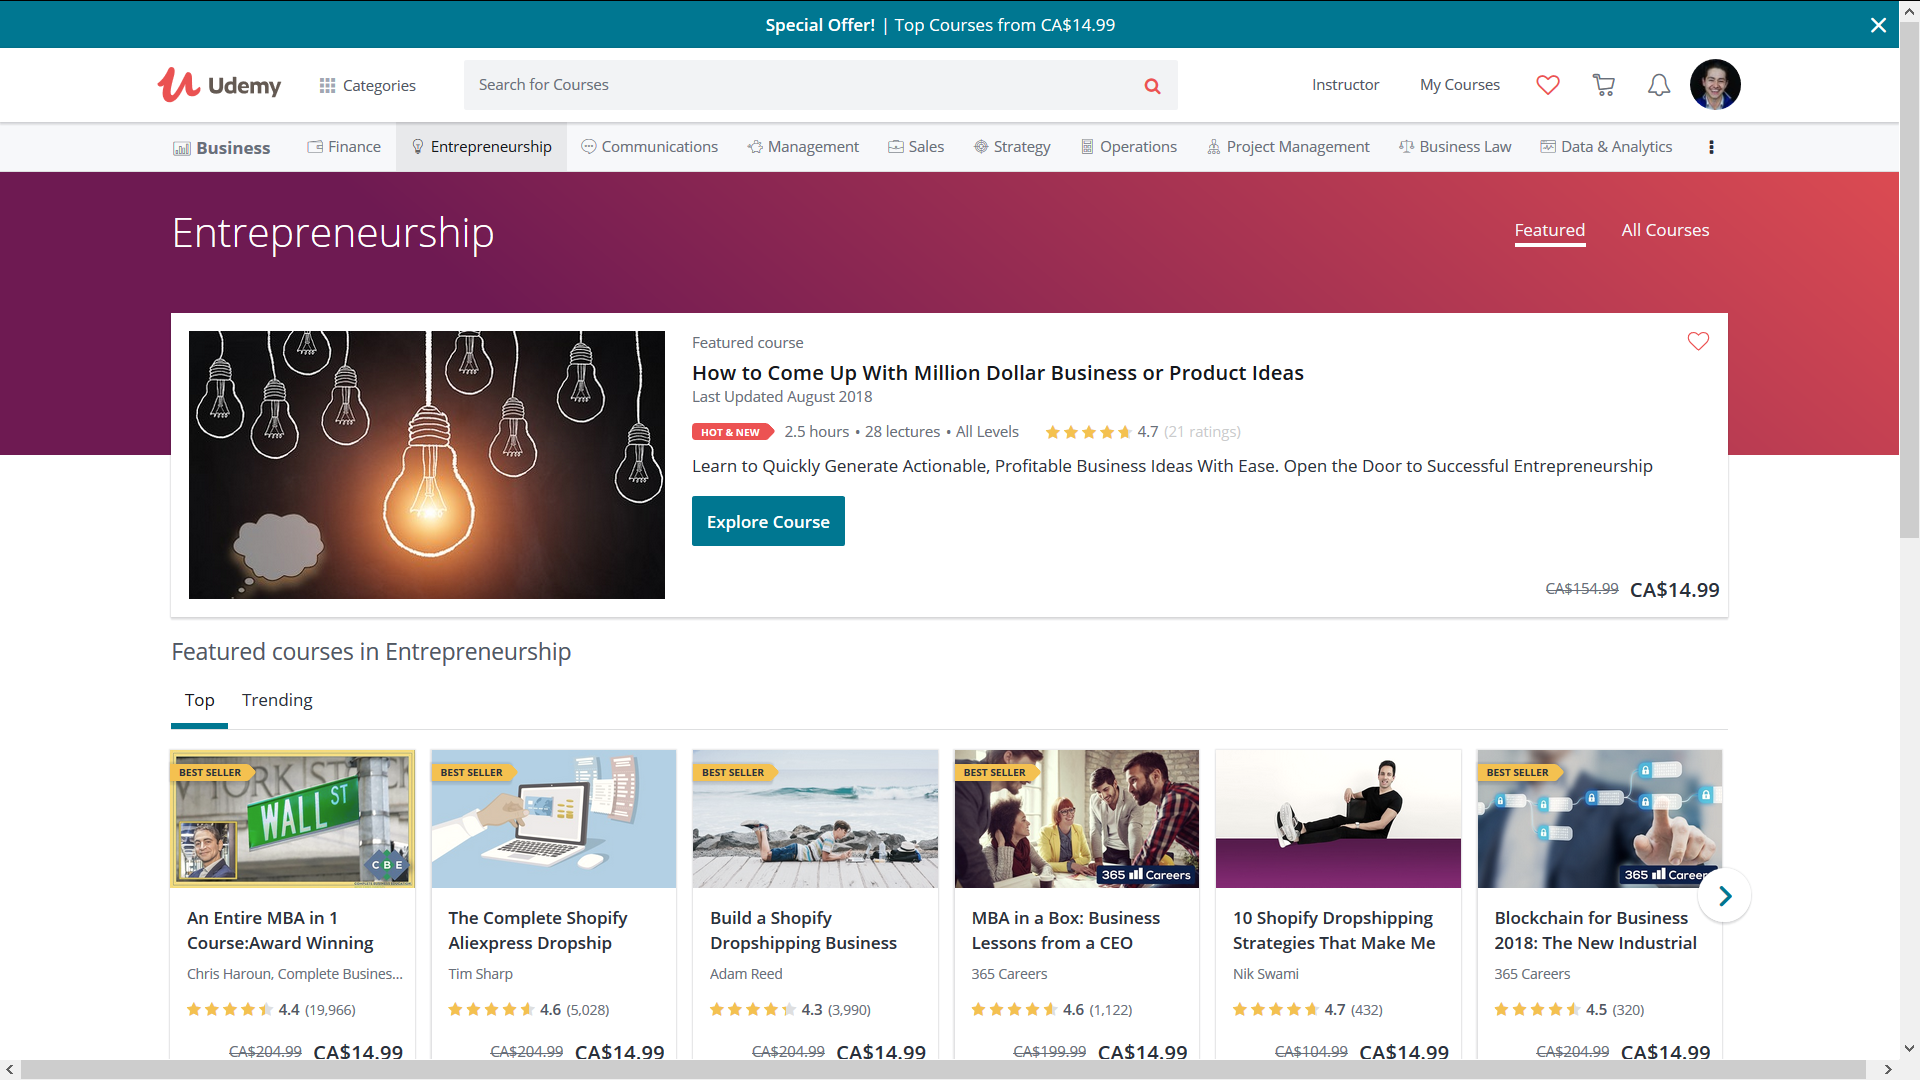 Special Offer! | Top Courses from CA$14.99
Udemy
Categories
Search for Courses
Instructor
My Courses
Business
Finance
Entrepreneurship
Communications
Management
Sales
Strategy
Operations
Project Management
Business Law
Data & Analytics
Entrepreneurship
Featured
All Courses
Featured course
How to Come Up With Million Dollar Business or Product Ideas
Last Updated August 2018
HOT & NEW 2.5 hours • 28 lectures • All Levels 4.7 (21 ratings)
Learn to Quickly Generate Actionable, Profitable Business Ideas With Ease. Open the Door to Successful Entrepreneurship
Explore Course
CA$154.99 CA$14.99
Featured courses in Entrepreneurship
Top
Trending
BEST SELLER
YORK ST
WALL ST
CBE
An Entire MBA in 1
Course:Award Winning
Chris Haroun, Complete Busines...
4.4 (19,966)
CA$204.99 CA$14.99
BEST SELLER
The Complete Shopify
Aliexpress Dropship
Tim Sharp
4.6 (5,028)
CA$204.99 CA$14.99
BEST SELLER
Build a Shopify
Dropshipping Business
Adam Reed
4.3 (3,990)
CA$204.99 CA$14.99
BEST SELLER
365 Careers
MBA in a Box: Business
Lessons from a CEO
365 Careers
4.6 (1,122)
CA$199.99 CA$14.99
10 Shopify Dropshipping
Strategies That Make Me
Nik Swami
4.7 (432)
CA$104.99 CA$14.99
BEST SELLER
365 Career
Blockchain for Business
2018: The New Industrial
365 Careers
4.5 (320)
CA$204.99 CA$14.99